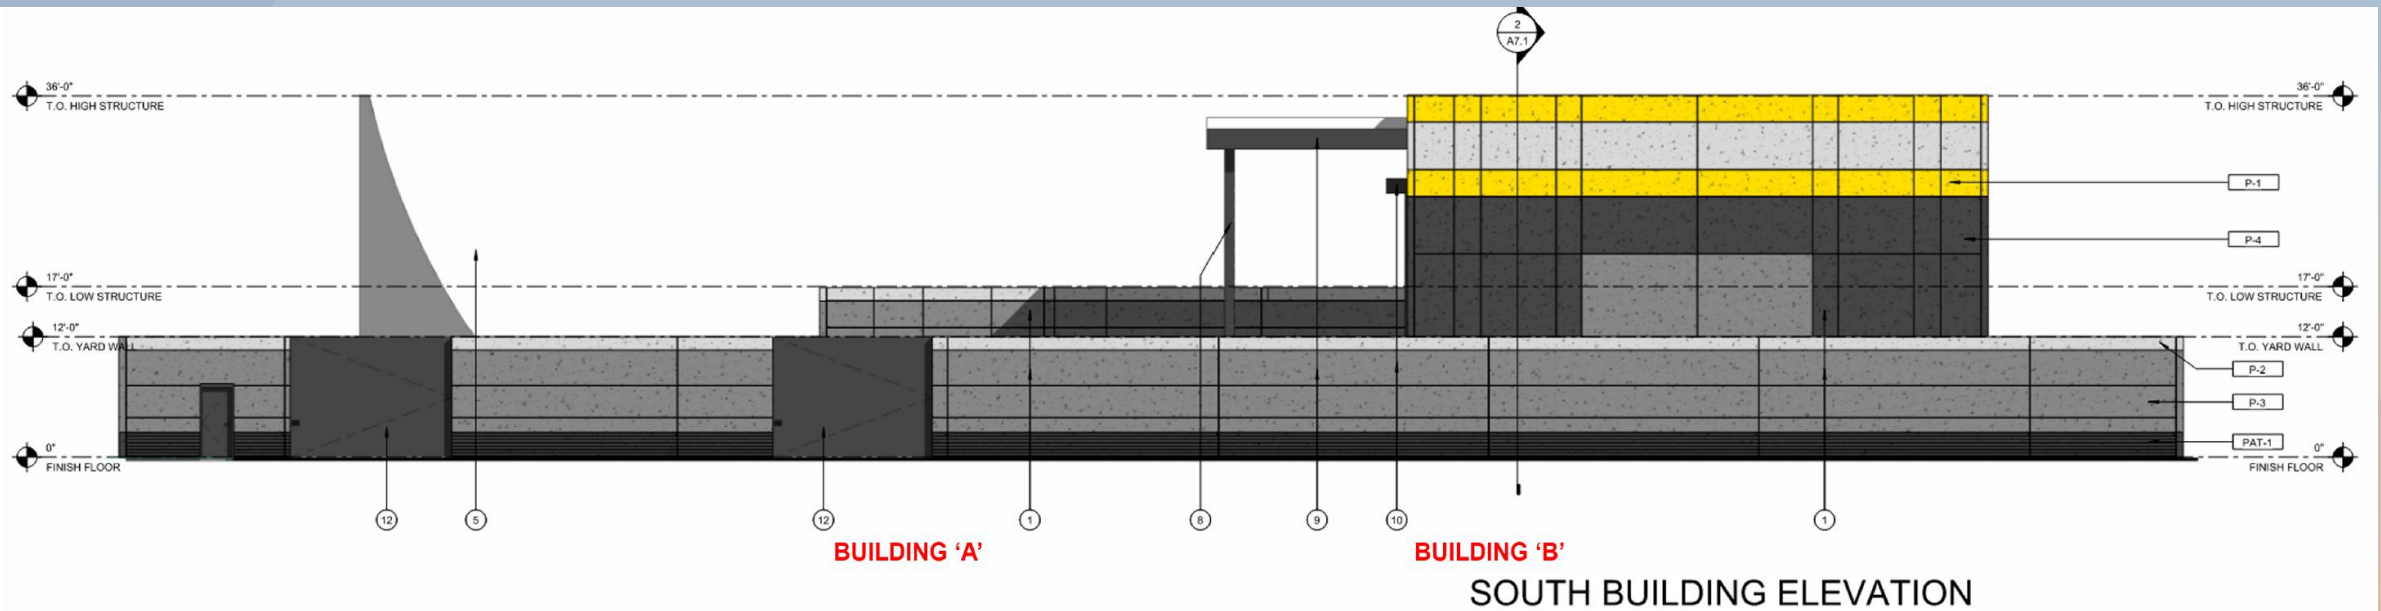 2
A7.1
36'-0"
T.O. HIGH STRUCTURE
36'-0"
T.O. HIGH STRUCTURE
P-1
P-4
17'-0"
T.O. LOW STRUCTURE
17'-0"
T.O. LOW STRUCTURE
12'-0"
T.O. YARD WALL
12'-0"
T.O. YARD WALL
P-2
P-3
PAT-1
0"
FINISH FLOOR
0"
FINISH FLOOR
12
5
12
1
8
9
10
1
BUILDING ‘A’
BUILDING ‘B’
SOUTH BUILDING ELEVATION